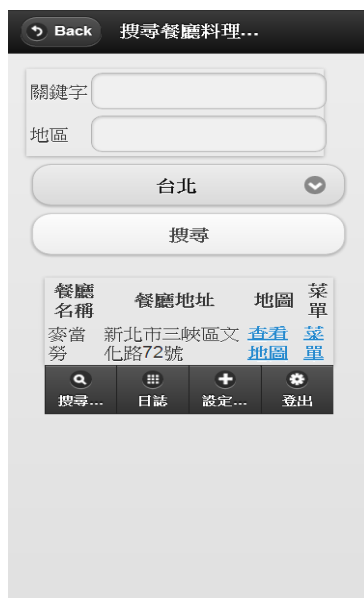 Back 搜尋餐廳料理...
關鍵字
地區
台北
搜尋
餐廳 菜
餐廳地址 地圖
名稱 單
麥當 新北市三峽區文 查看 菜
勞 化路72號 地圖 單
搜尋... 日誌 設定... 登出